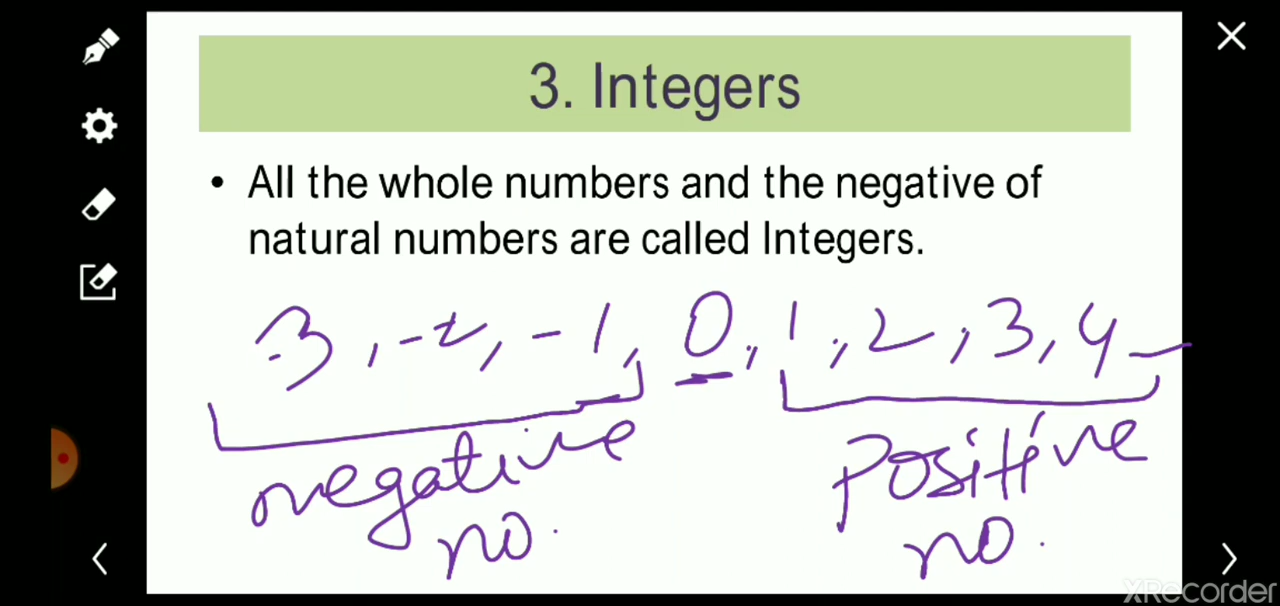 3. Integers
• All the whole numbers and the negative of
natural numbers are called Integers.
-3, -2, -1, 0, 1, 2, 3, 4 –
negative no.
positive no.
XRecorder